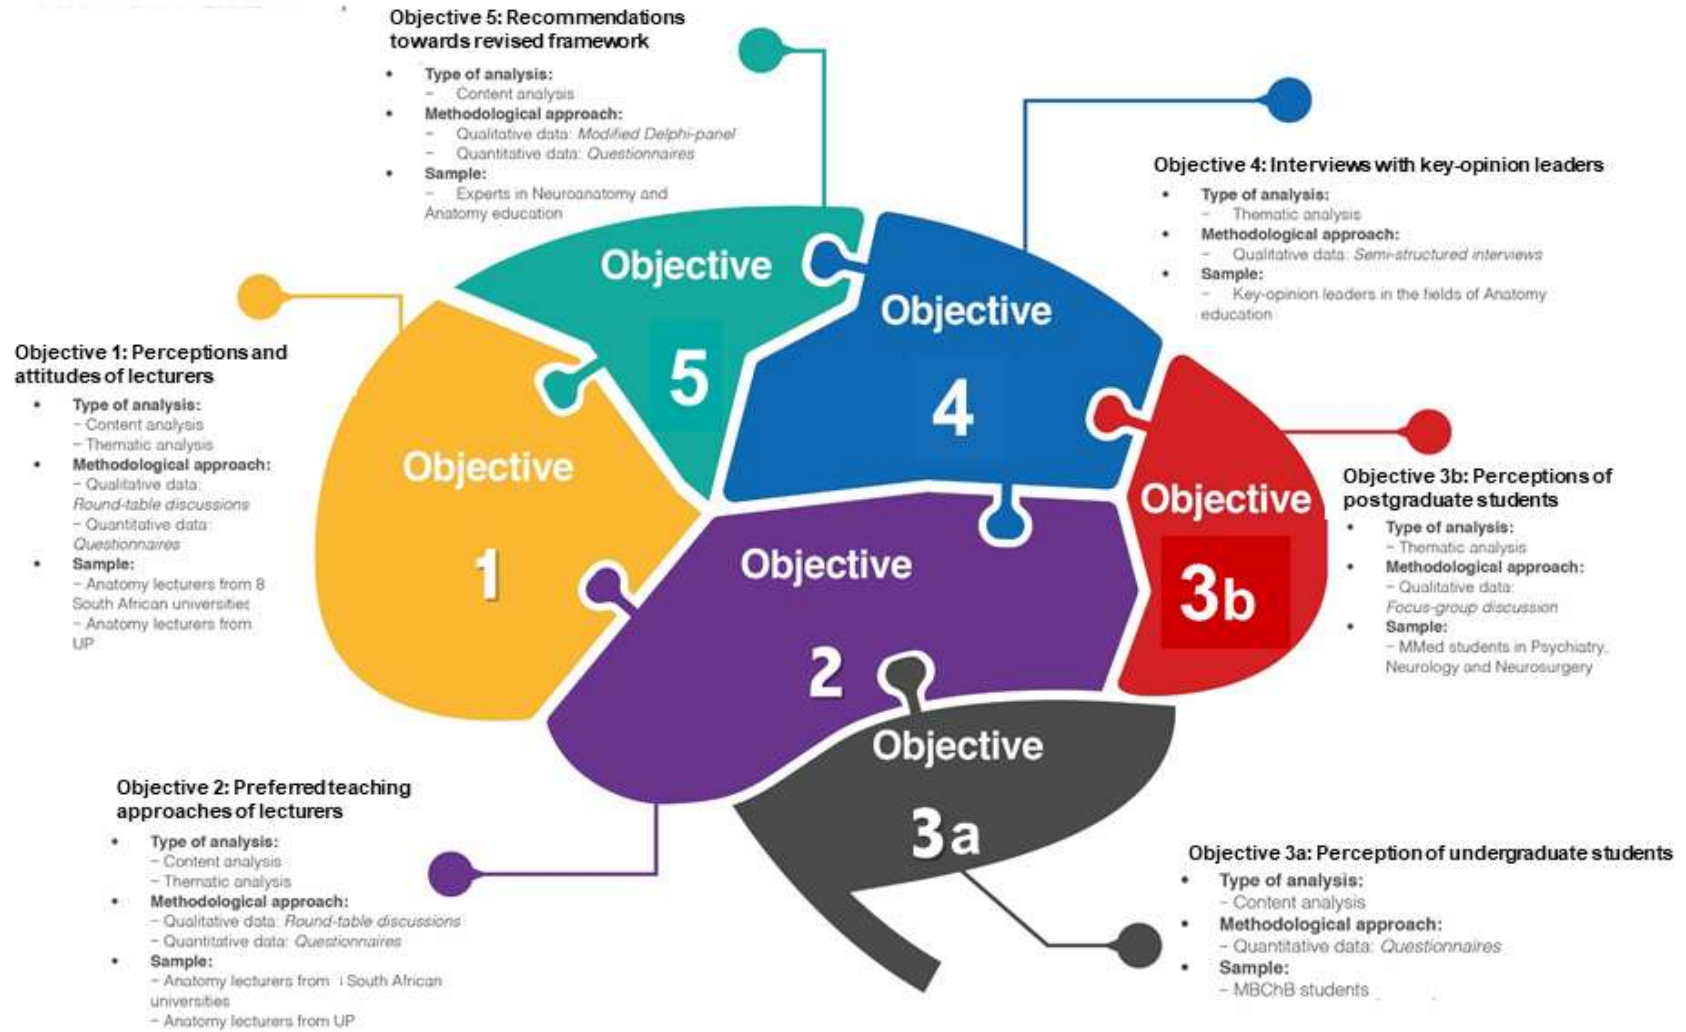 Objective 5: Recommendations
towards revised framework
• Type of analysis:
– Content analysis
• Methodological approach:
– Qualitative data: Modified Delphi-panel
– Quantitative data: Questionnaires
• Sample:
– Experts in Neuroanatomy and
Anatomy education
Objective 4: Interviews with key-opinion leaders
• Type of analysis:
– Thematic analysis
• Methodological approach:
– Qualitative data: Semi-structured interviews
• Sample:
– Key-opinion leaders in the fields of Anatomy
education
Objective 1: Perceptions and
attitudes of lecturers
• Type of analysis:
– Content analysis
– Thematic analysis
• Methodological approach:
– Qualitative data:
Round-table discussions
– Quantitative data:
Questionnaires
• Sample:
– Anatomy lecturers from 8
South African universities
– Anatomy lecturers from
UP
Objective
5
Objective
4
Objective
1
Objective
2
Objective
3b
Objective
3a
Objective 3b: Perceptions of
postgraduate students
• Type of analysis:
– Thematic analysis
• Methodological approach:
– Qualitative data:
Focus-group discussion
• Sample:
– MMed students in Psychiatry,
Neurology and Neurosurgery
Objective 2: Preferred teaching
approaches of lecturers
• Type of analysis:
– Content analysis
– Thematic analysis
• Methodological approach:
– Qualitative data: Round-table discussions
– Quantitative data: Questionnaires
• Sample:
– Anatomy lecturers from South African
universities
– Anatomy lecturers from UP
Objective 3a: Perception of undergraduate students
• Type of analysis:
– Content analysis
• Methodological approach:
– Quantitative data: Questionnaires
• Sample:
– MBChB students